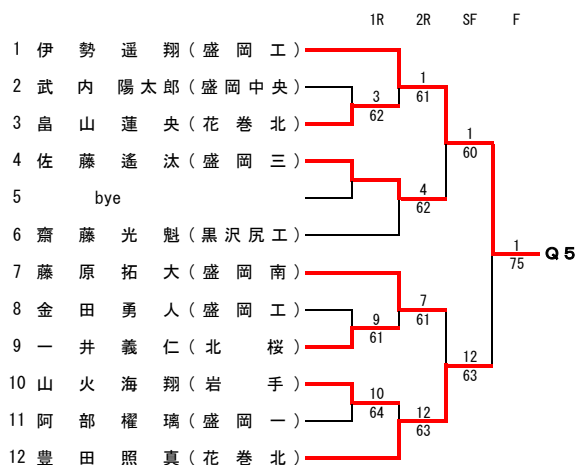 1R 2R SF F
1 伊勢遥翔(盛岡工)
2 武内陽太郎(盛岡中央)
3 畠山蓮央(花巻北)
4 佐藤遙汰(盛岡三)
5 bye
6 齋藤光魁(黒沢尻工)
7 藤原拓大(盛岡南)
8 金田勇人(盛岡工)
9 一井義仁(北桜)
10 山火海翔(岩手)
11 阿部櫂璃(盛岡一)
12 豊田照真(花巻北)
3
62
9
61
10
64
1
61
4
62
7
61
12
63
1
60
12
63
1
75
Q5